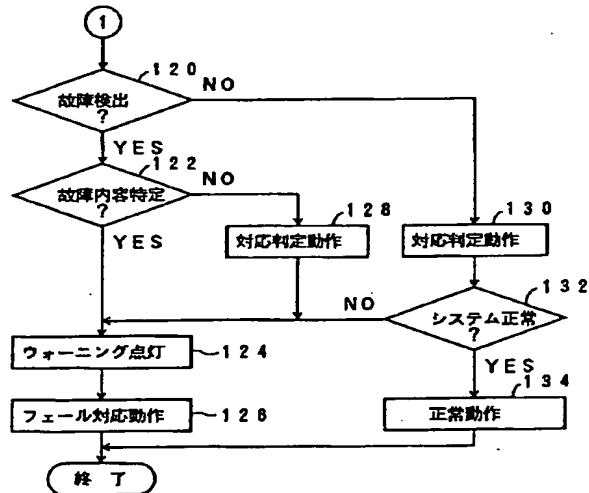 1
120
故障検出
?
NO
YES
122
故障内容特定
?
NO
YES
128
対応判定動作
130
対応判定動作
132
システム正常
?
NO
YES
ウォーニング点灯
124
134
正常動作
フェール対応動作
126
終 了